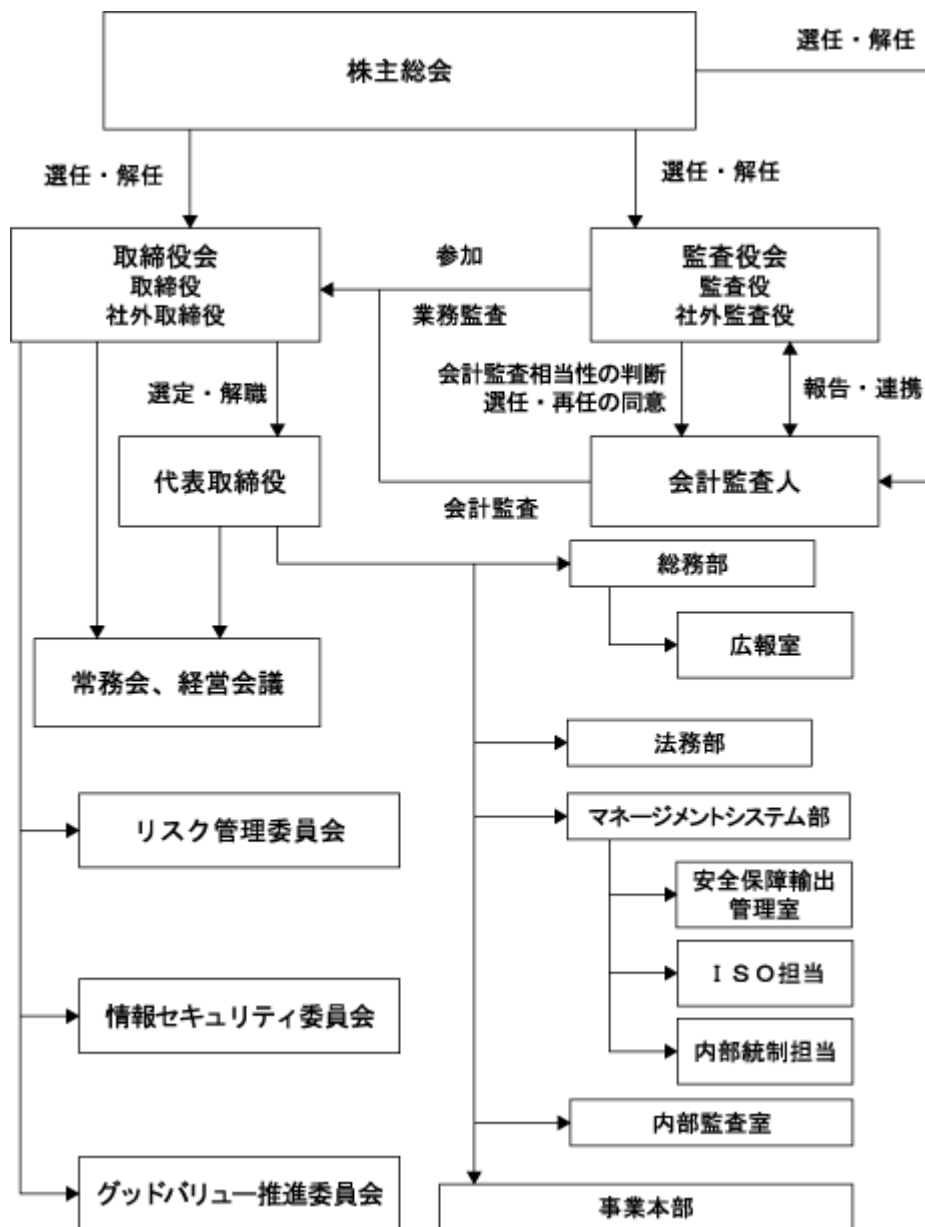 株主総会
選任・解任
選任・解任
選任・解任
取締役会
取締役
社外取締役
参加
業務監査
監査役会
監査役
社外監査役
選定・解職
会計監査相当性の判断
選任・再任の同意
報告・連携
代表取締役
会計監査
会計監査人
総務部
広報室
常務会、経営会議
法務部
リスク管理委員会
マネージメントシステム部
安全保障輸出
管理室
ISO担当
情報セキュリティ委員会
内部統制担当
内部監査室
グッドバリュー推進委員会
事業本部